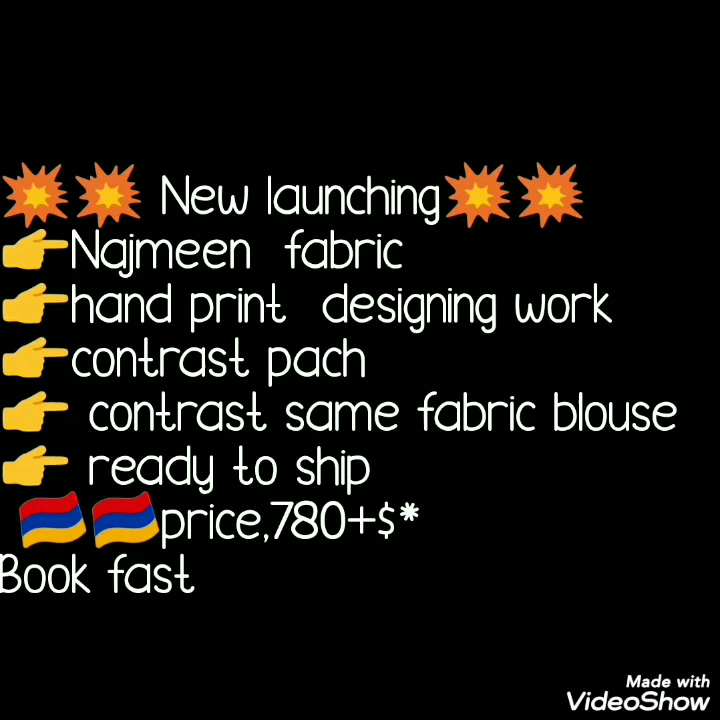 💥💥 New launching💥💥
👉Najmeen fabric
👉hand print designing work
👉contrast pach
👉 contrast same fabric blouse
👉 ready to ship
🇦🇲🇦🇲price,780+$*
Book fast
Made with
VideoShow